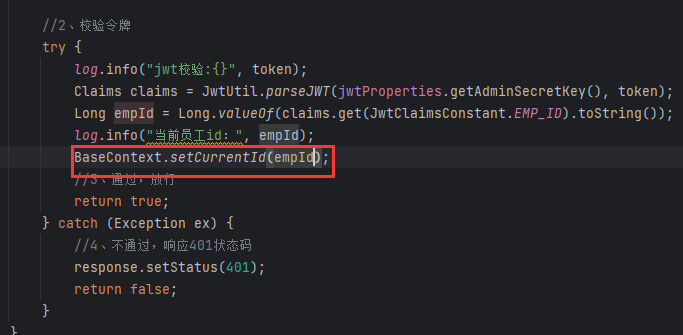 //2、校验令牌
try {
log.info("jwt校验:{}", token);
Claims claims = JwtUtil.parseJWT(jwtProperties.getAdminSecretKey(), token);
Long empId = Long.valueOf(claims.get(JwtClaimsConstant.EMP_ID).toString());
log.info("当前员工id：", empId);
BaseContext.setCurrentId(empId);
//3、通过，放行
return true;
} catch (Exception ex) {
//4、不通过，响应401状态码
response.setStatus(401);
return false;
}
}